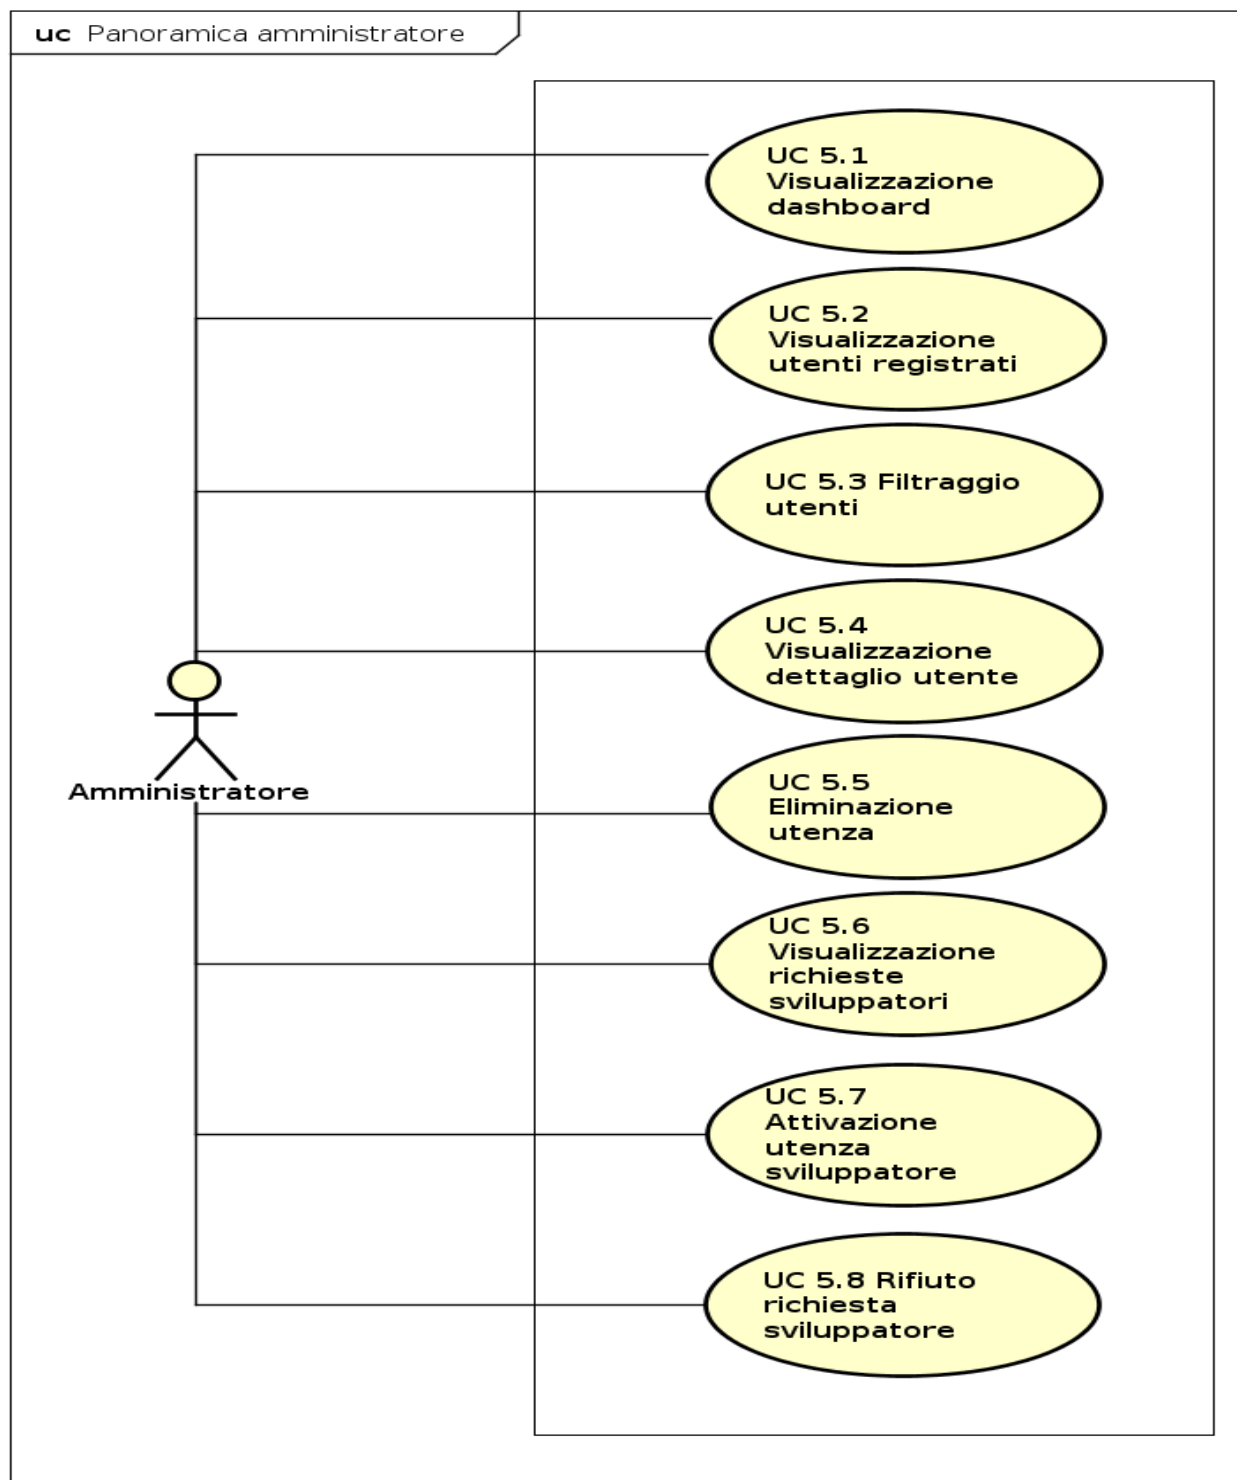 uc Panoramica amministratore
UC 5.1
Visualizzazione
dashboard
UC 5.2
Visualizzazione
utenti registrati
UC 5.3 Filtraggio
utenti
UC 5.4
Visualizzazione
dettaglio utente
Amministratore
UC 5.5
Eliminazione
utenza
UC 5.6
Visualizzazione
richieste
sviluppatori
UC 5.7
Attivazione
utenza
sviluppatore
UC 5.8 Rifiuto
richiesta
sviluppatore